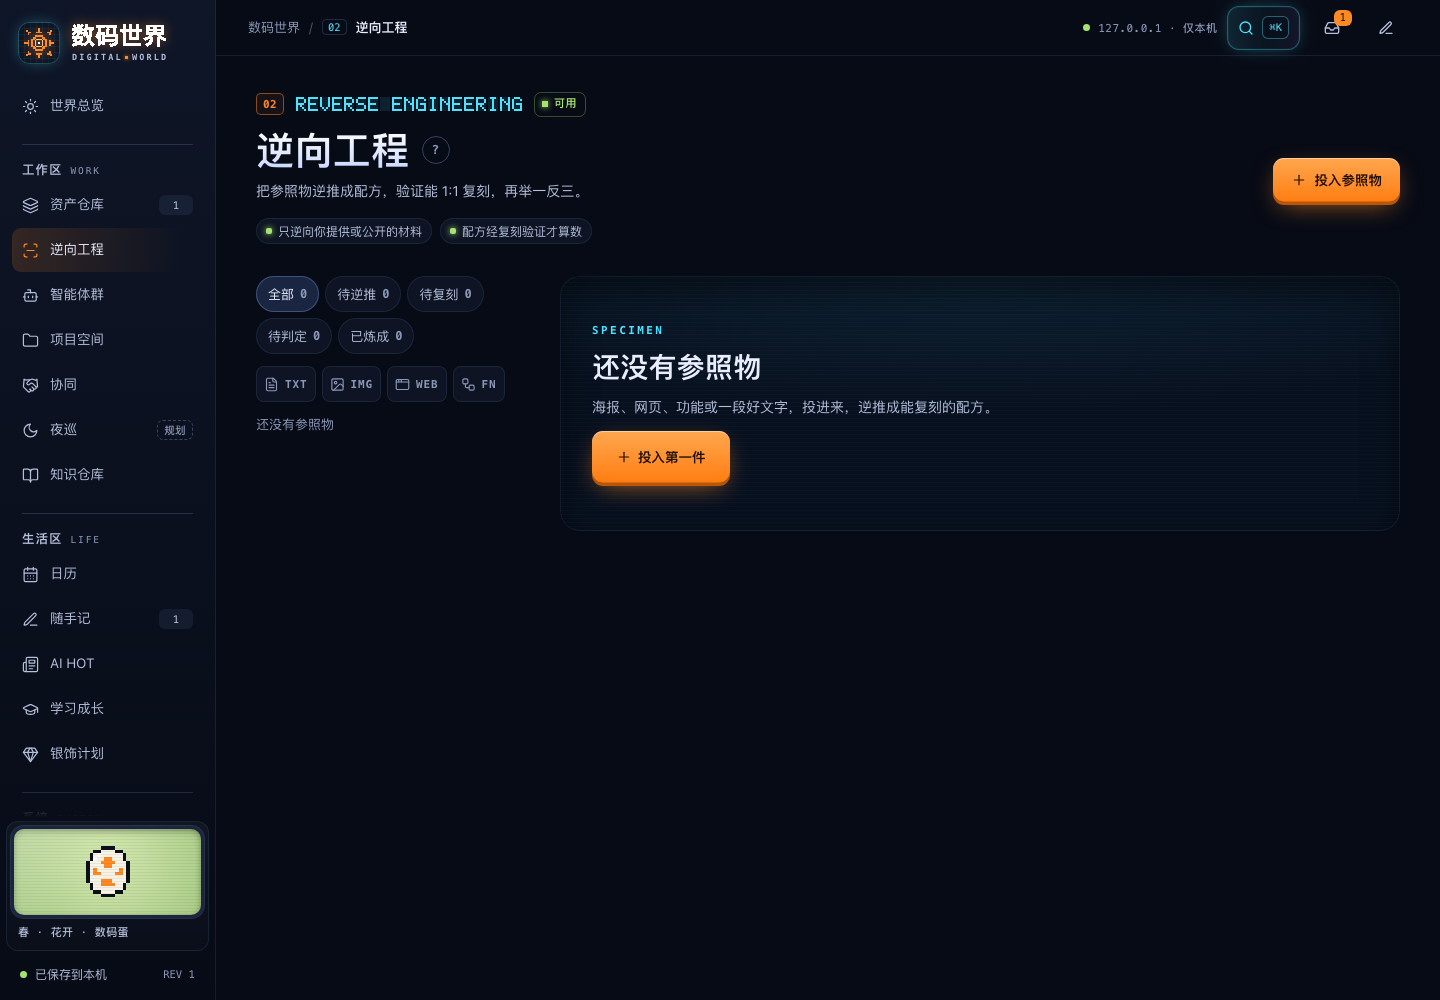 数码世界
DIGITAL WORLD
世界总览
工作区 WORK
资产仓库 1
逆向工程
智能体群
项目空间
协同
夜巡 规划
知识仓库
生活区 LIFE
日历
随手记 1
AI HOT
学习成长
银饰计划
春 · 花开 · 数码蛋
已保存到本机 REV 1
数码世界 / 02 逆向工程
127.0.0.1 · 仅本机
⌘K
1
02 REVERSE ENGINEERING 可用
逆向工程 ?
把参照物逆推成配方，验证能 1:1 复刻，再举一反三。
只逆向你提供或公开的材料 配方经复刻验证才算数
+ 投入参照物
全部 0 待逆推 0 待复刻 0
待判定 0 已炼成 0
TXT IMG WEB FN
还没有参照物
SPECIMEN
还没有参照物
海报、网页、功能或一段好文字，投进来，逆推成能复刻的配方。
+ 投入第一件